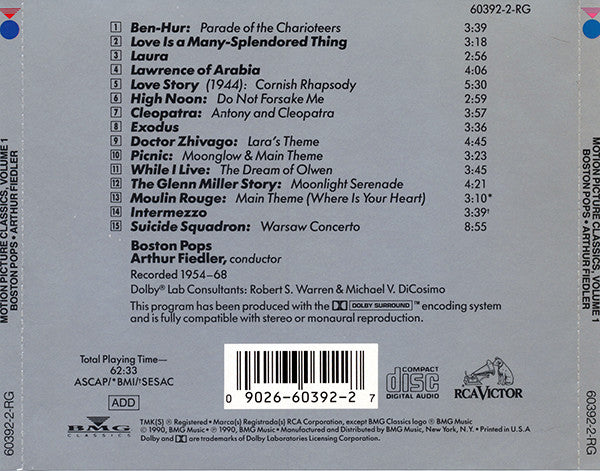 60392-2-RG
1 Ben-Hur: Parade of the Charioteers 3:39
2 Love Is a Many-Splendored Thing 3:18
3 Laura 2:56
4 Lawrence of Arabia 4:06
5 Love Story (1944): Cornish Rhapsody 5:30
6 High Noon: Do Not Forsake Me 2:59
7 Cleopatra: Antony and Cleopatra 3:57
8 Exodus 3:36
9 Doctor Zhivago: Lara's Theme 4:45
10 Picnic: Moonglow & Main Theme 3:23
11 While I Live: The Dream of Olwen 3:45
12 The Glenn Miller Story: Moonlight Serenade 4:21
13 Moulin Rouge: Main Theme (Where Is Your Heart) 3:10*
14 Intermezzo 3:39†
15 Suicide Squadron: Warsaw Concerto 8:55
Boston Pops
Arthur Fiedler, conductor
Recorded 1954–68
Dolby® Lab Consultants: Robert S. Warren & Michael V. DiCosimo
This program has been produced with the DOLBY SURROUND ™ encoding system
and is fully compatible with stereo or monaural reproduction.
Total Playing Time—
62:33
ASCAP/*BMI/†SESAC
ADD
BMG
CLASSICS
0 9026-60392-2 7
COMPACT
disc
DIGITAL AUDIO
RCA VICTOR
TMK(S) ® Registered • Marca(s) Registrada(s) RCA Corporation, except BMG Classics logo ® BMG Music
© 1990, BMG Music • ℗ 1990, BMG Music • Manufactured and Distributed by BMG Music, New York, N.Y. • Printed in U.S.A
Dolby and are trademarks of Dolby Laboratories Licensing Corporation.
MOTION PICTURE CLASSICS, VOLUME 1
BOSTON POPS • ARTHUR FIEDLER
60392-2-RG
MOTION PICTURE CLASSICS, VOLUME 1
BOSTON POPS • ARTHUR FIEDLER
60392-2-RG